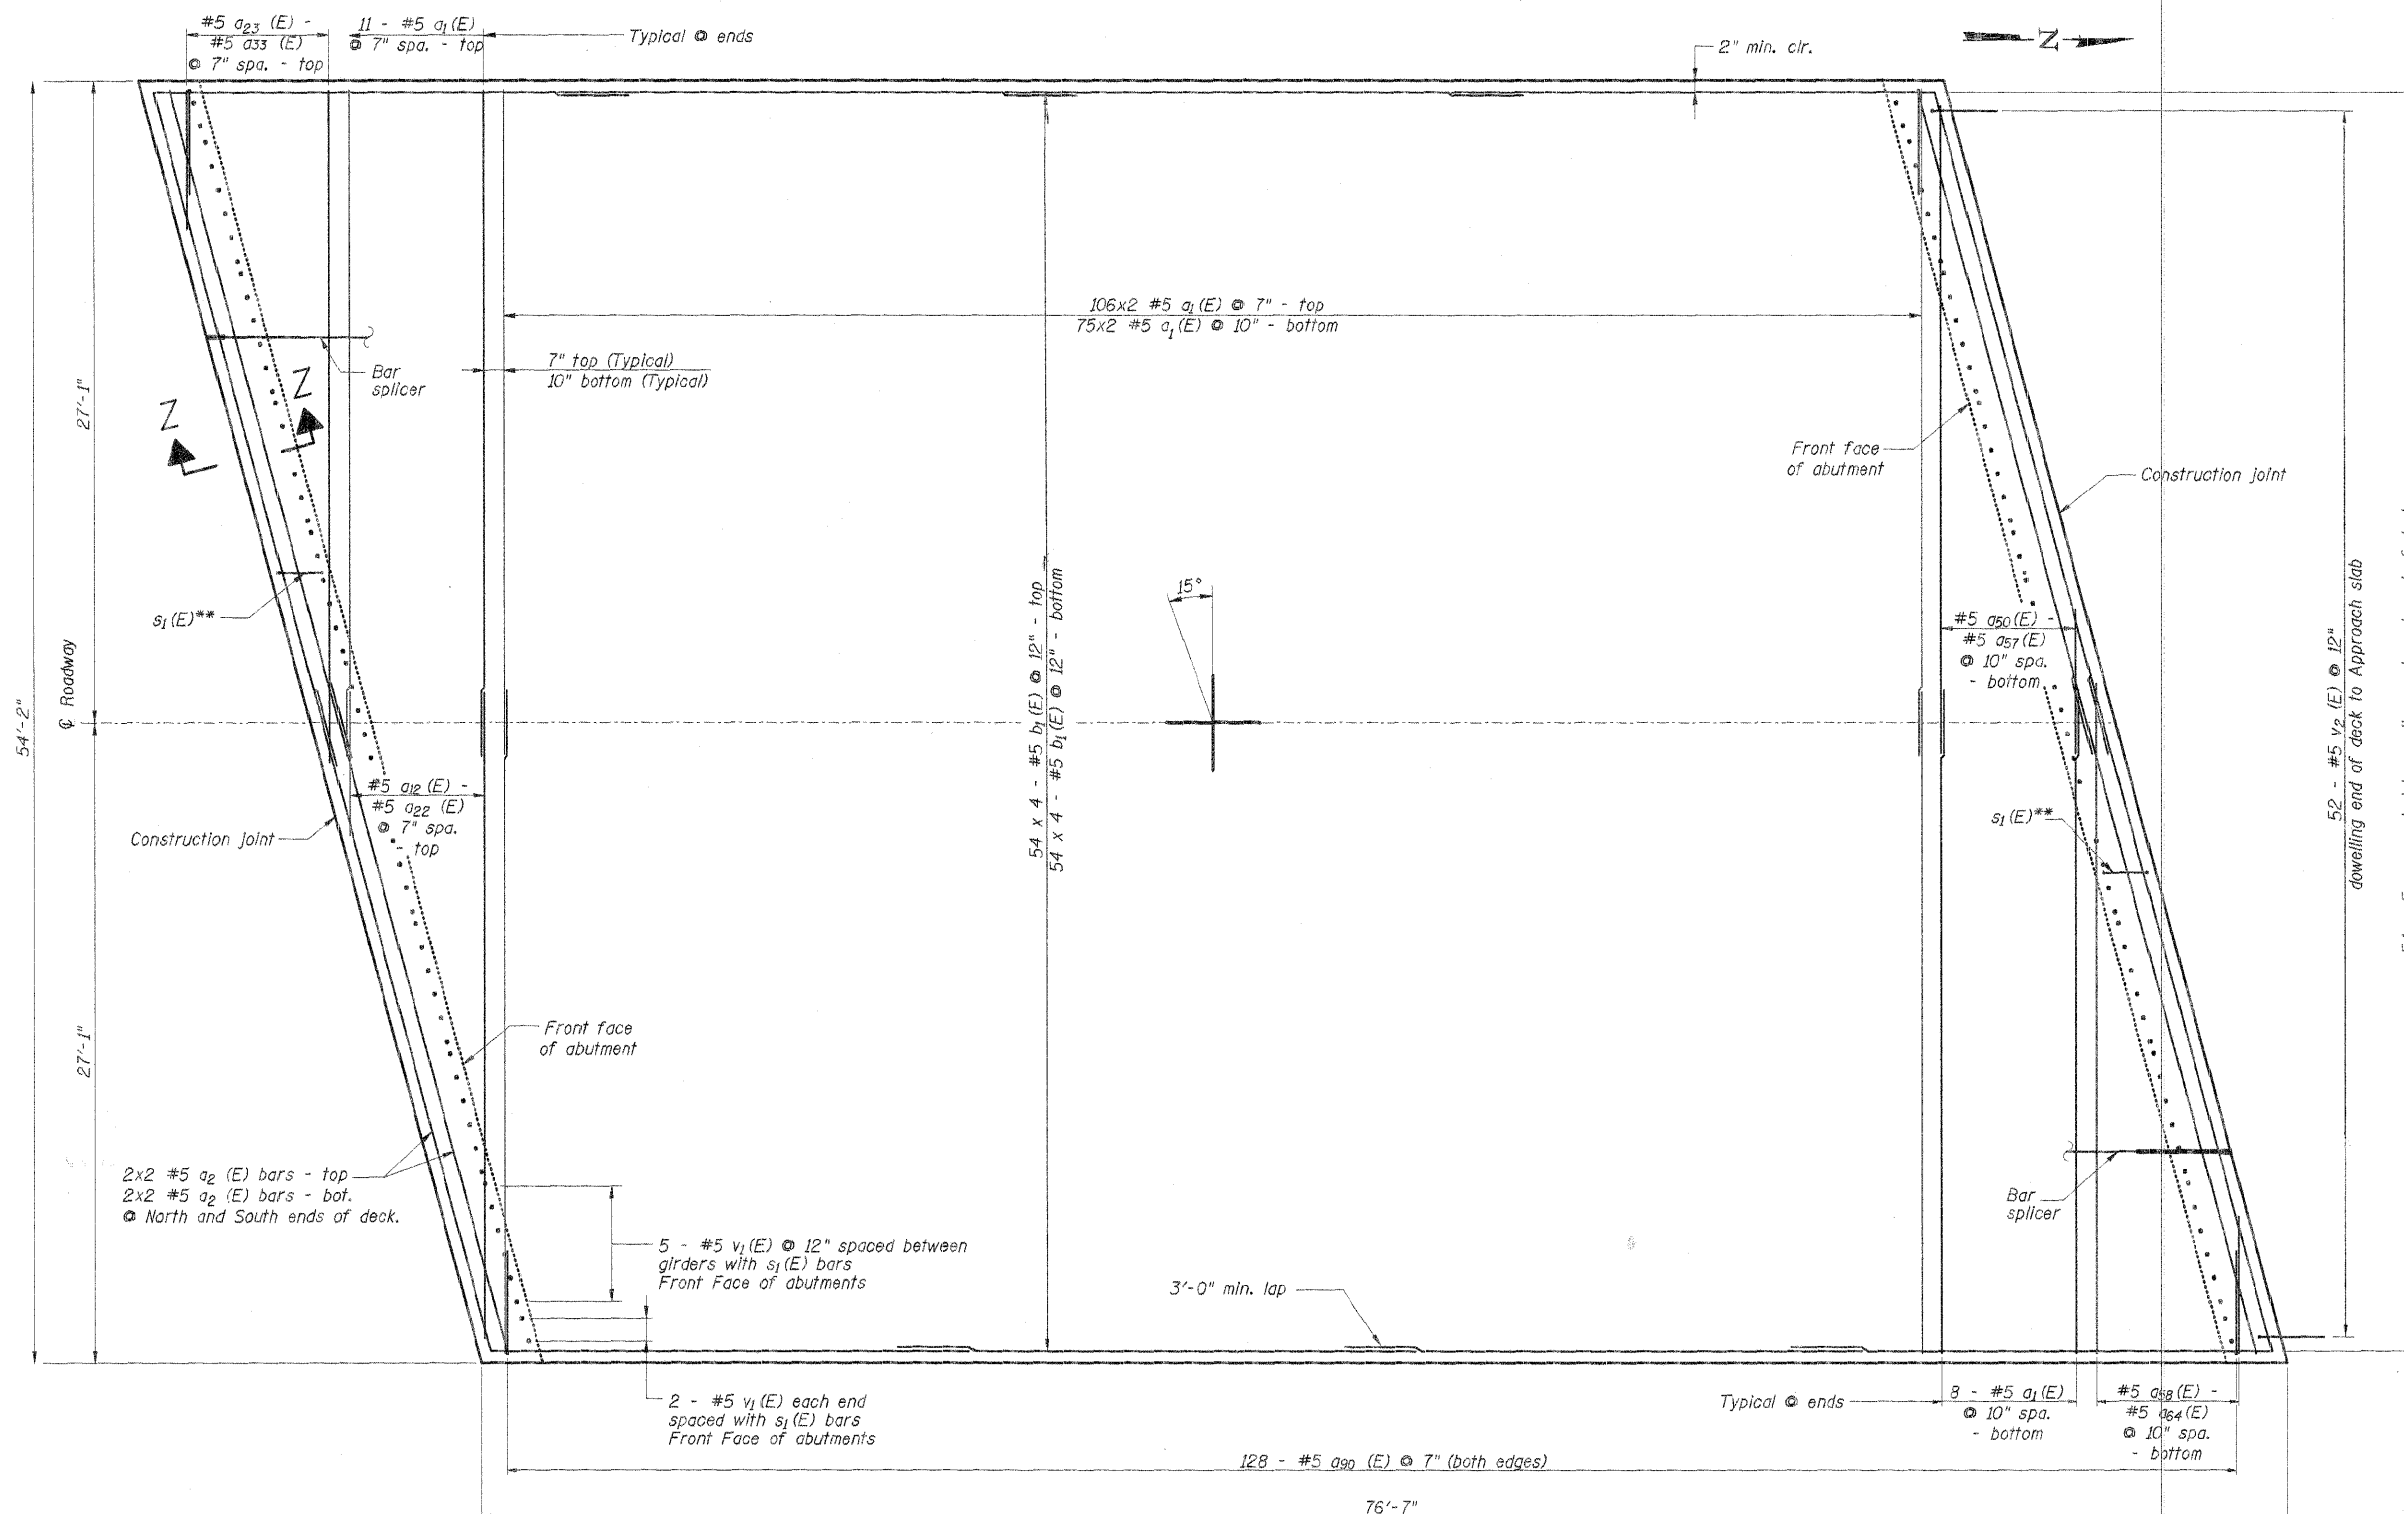 #5 a23 (E) -
#5 a33 (E)
@ 7" spa. - top
11 - #5 a1(E)
@ 7" spa. - top
Typical @ ends
2" min. clr.
Z
106x2 #5 a1(E) @ 7" - top
75x2 #5 a1(E) @ 10" - bottom
7" top (Typical)
10" bottom (Typical)
Bar
splicer
27'-1"
Z
Z
Front face
of abutment
Construction joint
15°
54 x 4 - #5 b1(E) @ 12" - top
54 x 4 - #5 b1(E) @ 12" - bottom
s1(E)**
#5 a50(E) -
#5 a57(E)
@ 10" spa.
- bottom
52 - #5 v2 (E) @ 12"
dowelling end of deck to Approach slab
54'-2"
℄ Roadway
#5 a12(E) -
#5 a22 (E)
@ 7" spa.
- top
Construction joint
s1(E)**
27'-1"
Front face
of abutment
2x2 #5 a2 (E) bars - top
2x2 #5 a2 (E) bars - bot.
@ North and South ends of deck.
Bar
splicer
5 - #5 v1(E) @ 12" spaced between
girders with s1(E) bars
Front Face of abutments
3'-0" min. lap
2 - #5 v1(E) each end
spaced with s1(E) bars
Front Face of abutments
Typical @ ends
8 - #5 a1(E)
@ 10" spa.
- bottom
#5 a58(E) -
#5 a64(E)
@ 10" spa.
- bottom
128 - #5 a90 (E) @ 7" (both edges)
76'-7"